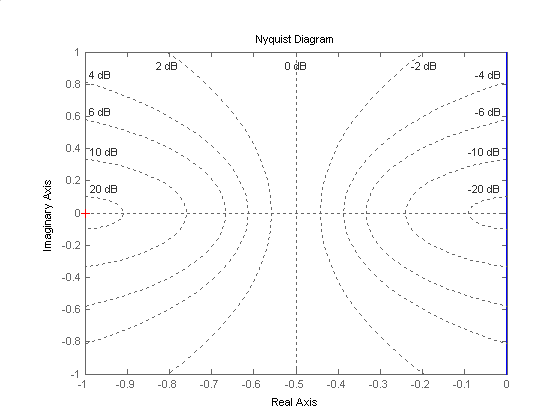 Nyquist Diagram
1
2 dB
0 dB
-2 dB
4 dB
-4 dB
0.8
6 dB
-6 dB
0.6
0.4
10 dB
-10 dB
0.2
20 dB
-20 dB
0
-0.2
-0.4
-0.6
-0.8
-1
Imaginary Axis
-1
-0.9
-0.8
-0.7
-0.6
-0.5
-0.4
-0.3
-0.2
-0.1
0
Real Axis